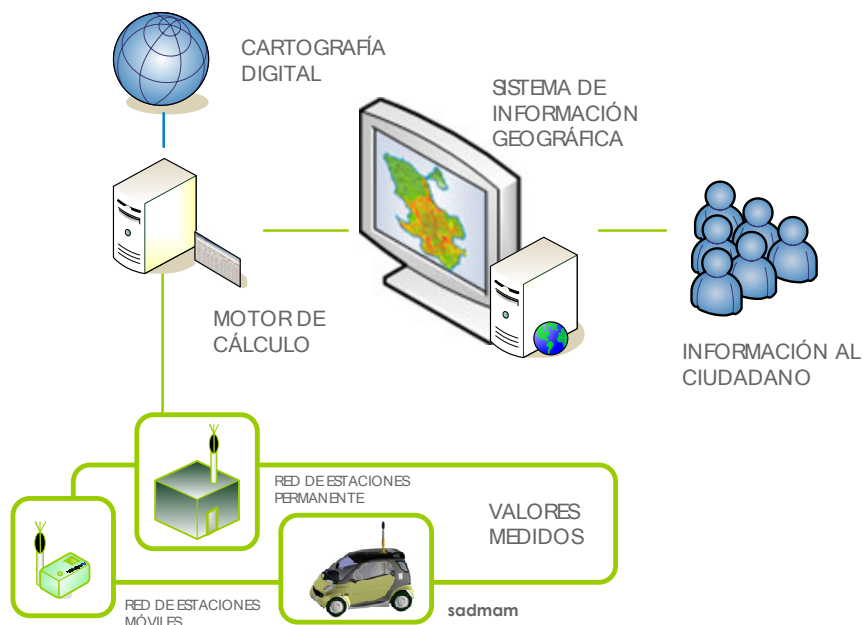 CARTOGRAFÍA
DIGITAL
SISTEMA DE
INFORMACIÓN
GEOGRÁFICA
MOTOR DE
CÁLCULO
INFORMACIÓN AL
CIUDADANO
RED DE ESTACIONES
PERMANENTE
VALORES
MEDIDOS
RED DE ESTACIONES
MÓVILES
sadmam